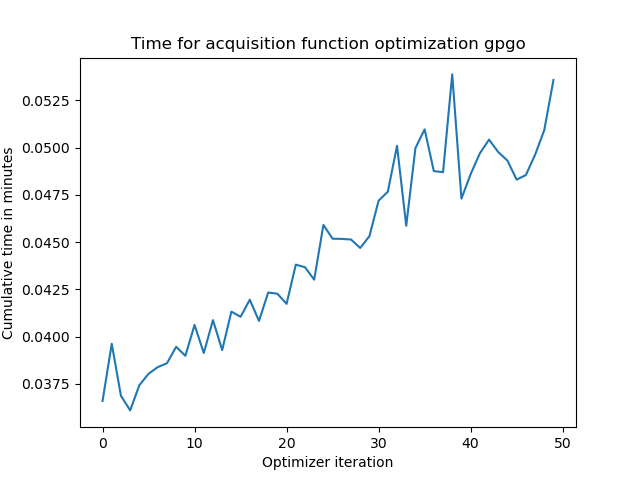 Time for acquisition function optimization gpgo
0.0525
0.0500
0.0475
0.0450
0.0425
0.0400
0.0375
Cumulative time in minutes
0 10 20 30 40 50
Optimizer iteration